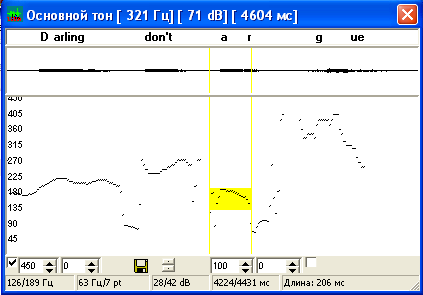 Основной тон [ 321 Гц] [ 71 dB] [ 4604 мс]
D arling don't a r g ue
450
405
360
315
270
225
180
135
90
45
450 0 100 0
126/189 Гц 63 Гц/7 pt 28/42 dB 4224/4431 мс Длина: 206 мс